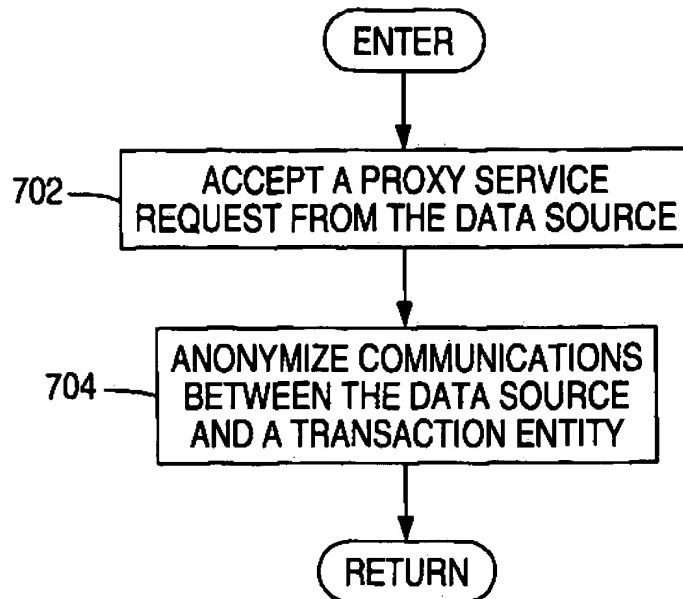 ENTER
702
ACCEPT A PROXY SERVICE
REQUEST FROM THE DATA SOURCE
704
ANONYMIZE COMMUNICATIONS
BETWEEN THE DATA SOURCE
AND A TRANSACTION ENTITY
RETURN